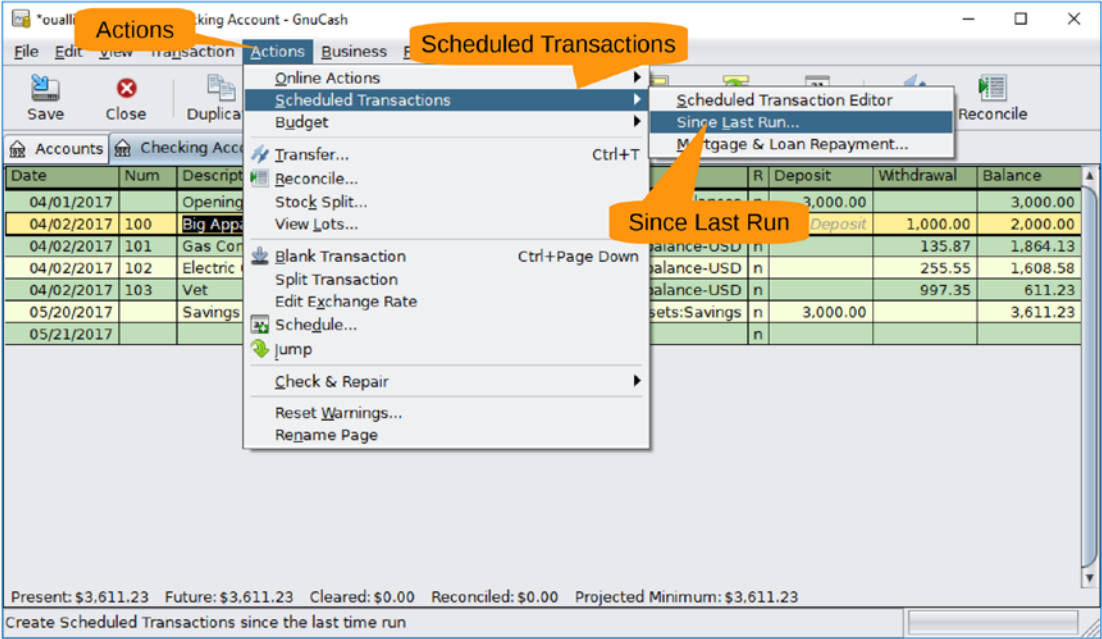 *oualli king Account - GnuCash
Actions
Scheduled Transactions
File Edit View Transaction Actions Business
Save Close Duplica Reconcile
Online Actions
Scheduled Transactions
Budget
Transfer... Ctrl+T
Reconcile...
Stock Split...
View Lots...
Blank Transaction Ctrl+Page Down
Split Transaction
Edit Exchange Rate
Schedule...
Jump
Check & Repair
Reset Warnings...
Rename Page
Scheduled Transaction Editor
Since Last Run...
Mortgage & Loan Repayment...
Since Last Run
Accounts Checking Acco
Date Num Descript R Deposit Withdrawal Balance
04/01/2017 Opening n 3,000.00 3,000.00
04/02/2017 100 Big Appa Deposit 1,000.00 2,000.00
04/02/2017 101 Gas Con balance-USD n 135.87 1,864.13
04/02/2017 102 Electric balance-USD n 255.55 1,608.58
04/02/2017 103 Vet balance-USD n 997.35 611.23
05/20/2017 Savings sets:Savings n 3,000.00 3,611.23
05/21/2017 n
Present: $3,611.23 Future: $3,611.23 Cleared: $0.00 Reconciled: $0.00 Projected Minimum: $3,611.23
Create Scheduled Transactions since the last time run